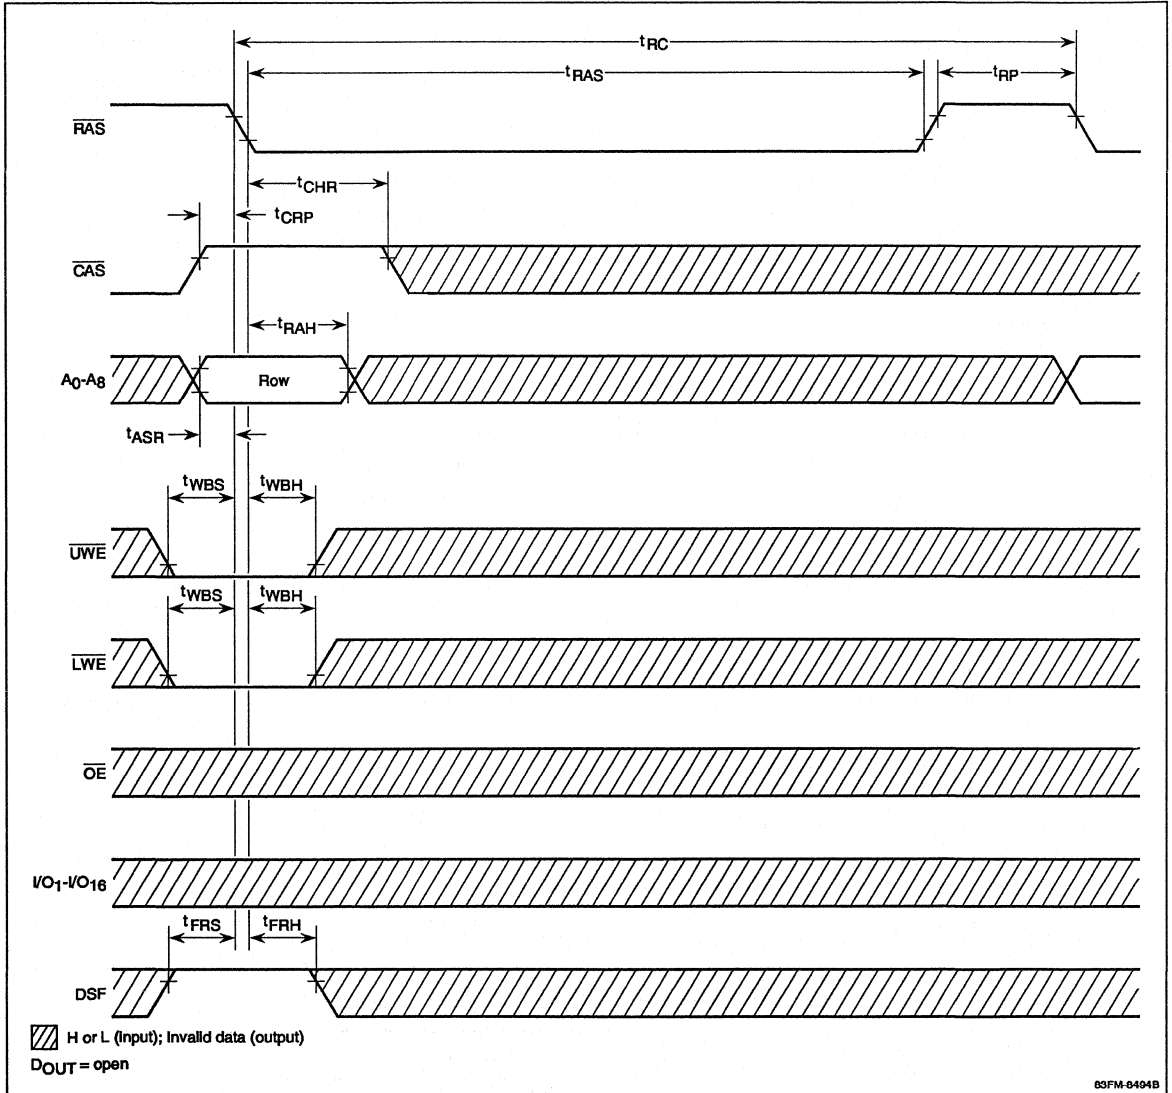 tRC
tRAS
tRP
RAS
tCHR
tCRP
CAS
tRAH
A0-A8
Row
tASR
tWBS
tWBH
UWE
tWBS
tWBH
LWE
OE
I/O1-I/O16
tFRS
tFRH
DSF
H or L (Input); Invalid data (output)
DOUT = open
83FM-8494B